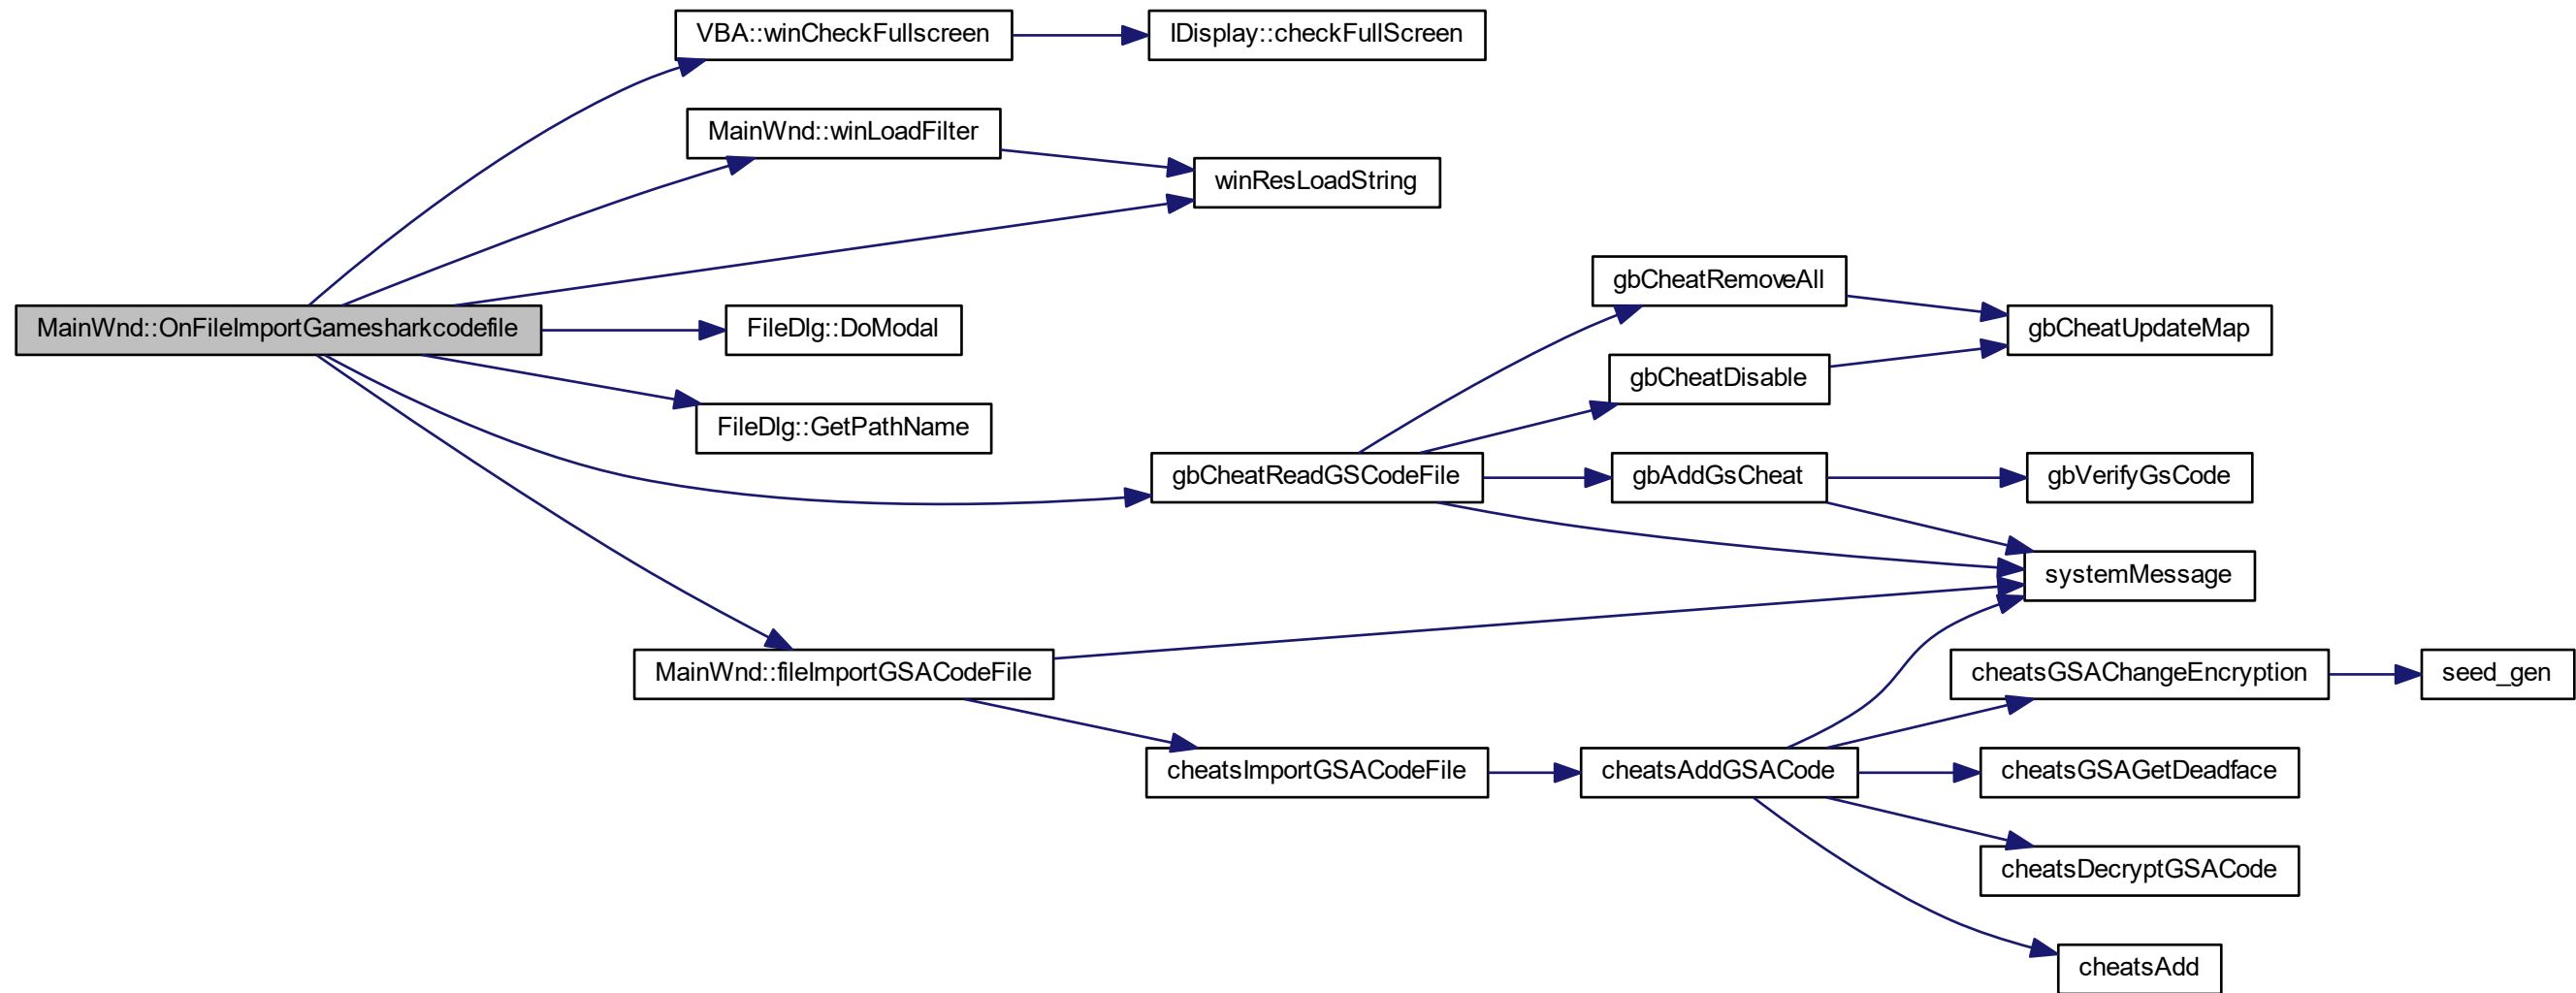 VBA::winCheckFullscreen
IDisplay::checkFullScreen
MainWnd::winLoadFilter
winResLoadString
gbCheatRemoveAll
MainWnd::OnFileImportGamesharkcodefile
FileDlg::DoModal
gbCheatUpdateMap
gbCheatDisable
FileDlg::GetPathName
gbCheatReadGSCodeFile
gbAddGsCheat
gbVerifyGsCode
systemMessage
MainWnd::fileImportGSACodeFile
cheatsGSAChangeEncryption
seed_gen
cheatsImportGSACodeFile
cheatsAddGSACode
cheatsGSAGetDeadface
cheatsDecryptGSACode
cheatsAdd